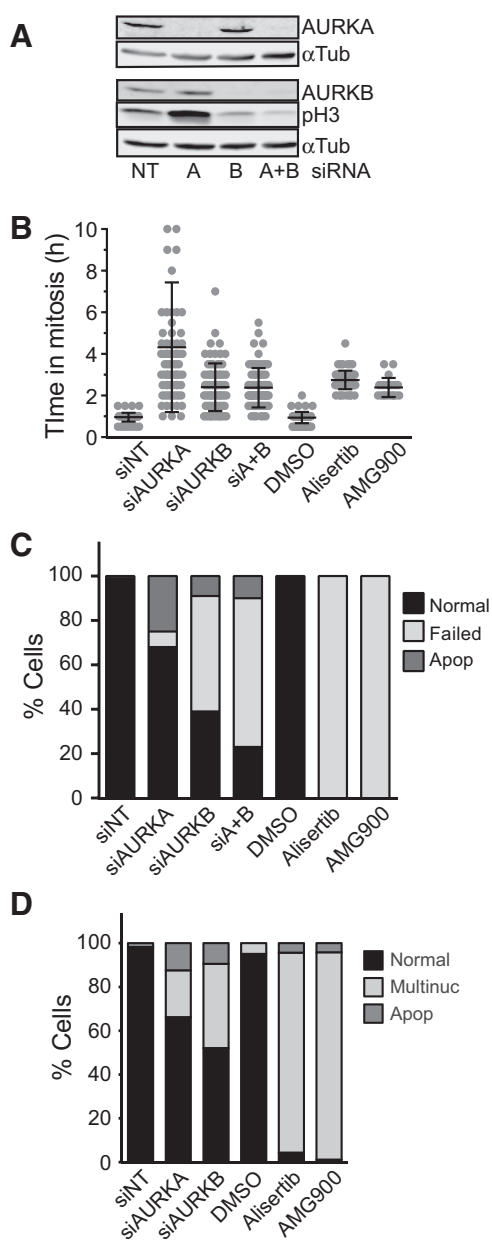 A
AURKA
αTub
AURKB
pH3
αTub
NT A B A+B siRNA
B
TIme in mitosis (h)
10
8
6
4
2
0
siNT
siAURKA
siAURKB
siA+B
DMSO
Alisertib
AMG900
C
% Cells
100
80
60
40
20
0
Normal
Failed
Apop
siNT
siAURKA
siAURKB
siA+B
DMSO
Alisertib
AMG900
D
% Cells
100
80
60
40
20
0
Normal
Multinuc
Apop
siNT
siAURKA
siAURKB
DMSO
Alisertib
AMG900